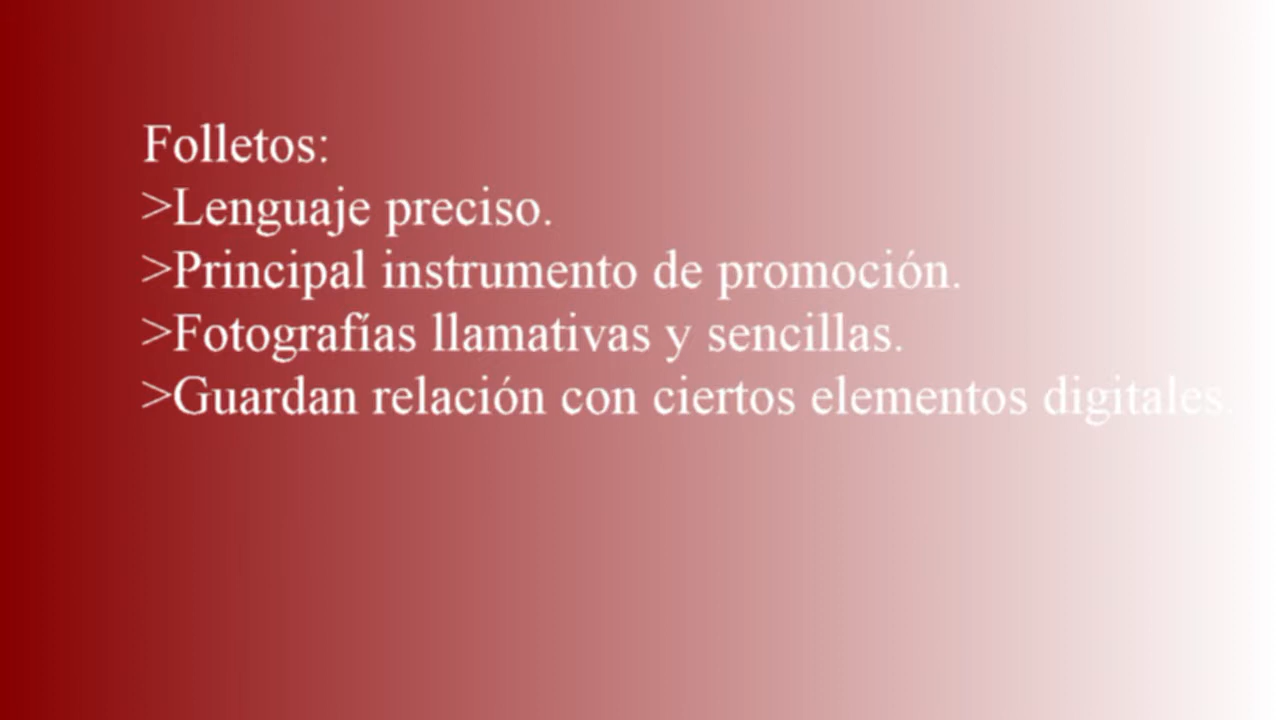 Folletos:
>Lenguaje preciso.
>Principal instrumento de promoción.
>Fotografías llamativas y sencillas.
>Guardan relación con ciertos elementos digitales.